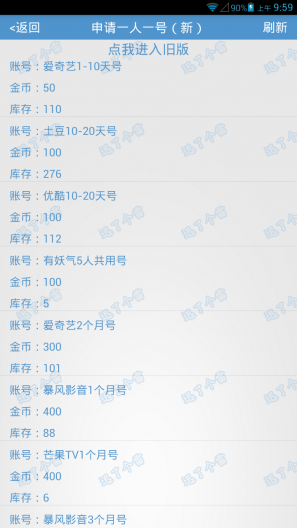 90% 上午 9:59
<返回 申请一人一号（新） 刷新
点我进入旧版
账号：爱奇艺1-10天号
金币：50
库存：110
账号：土豆10-20天号
金币：100
库存：276
账号：优酷10-20天号
金币：100
库存：112
账号：有妖气5人共用号
金币：100
库存：5
账号：爱奇艺2个月号
金币：300
库存：101
账号：暴风影音1个月号
金币：400
库存：88
账号：芒果TV1个月号
金币：400
库存：6
账号：暴风影音3个月号